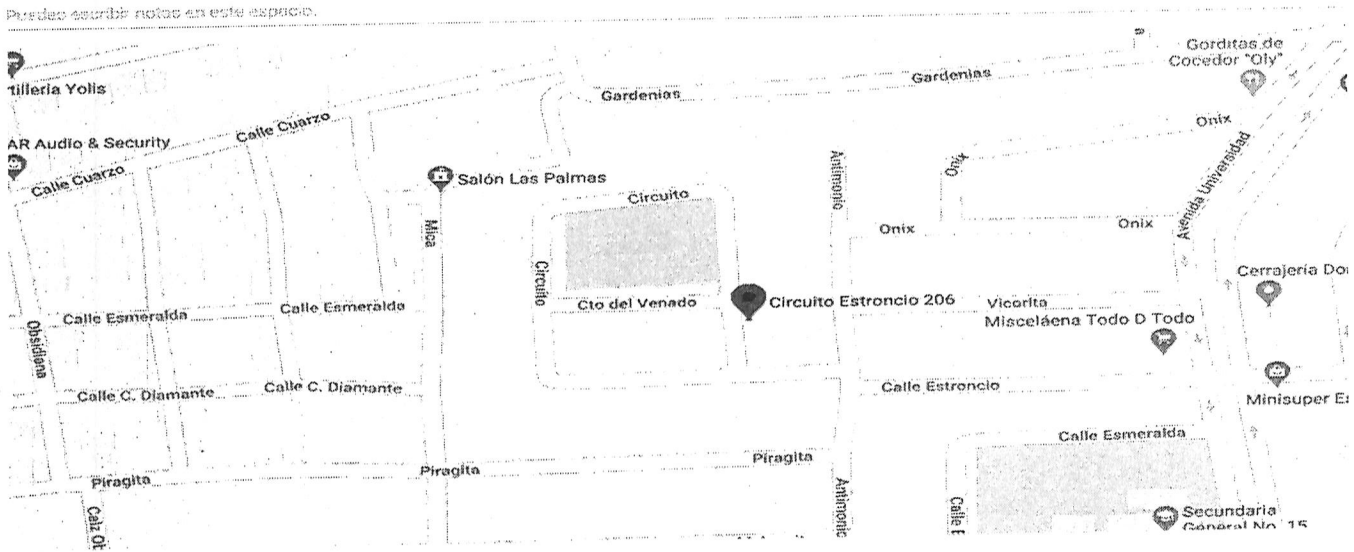 Puedes escribir notas en este espacio.
Gorditas de
Cocedor "Oly"
Gardenias
Gardenias
tilleria Yolis
Calle Cuarzo
Onix
AR Audio & Security
Calle Cuarzo
Salón Las Palmas
Antimonio
Onix
Avenida Universidad
Circuito
Mica
Onix
Onix
Circuito
Cerrajería
Cto del Venado
Circuito Estroncio 206
Vicorita
Calle Esmeralda
Calle Esmeralda
Misceláena Todo D Todo
Obsidiana
Calle C. Diamante
Calle C. Diamante
Calle Estroncio
Minisuper
Calle Esmeralda
Piragita
Piragita
Piragita
Antimonio
Calle
Calz
Secundaria
General No. 15